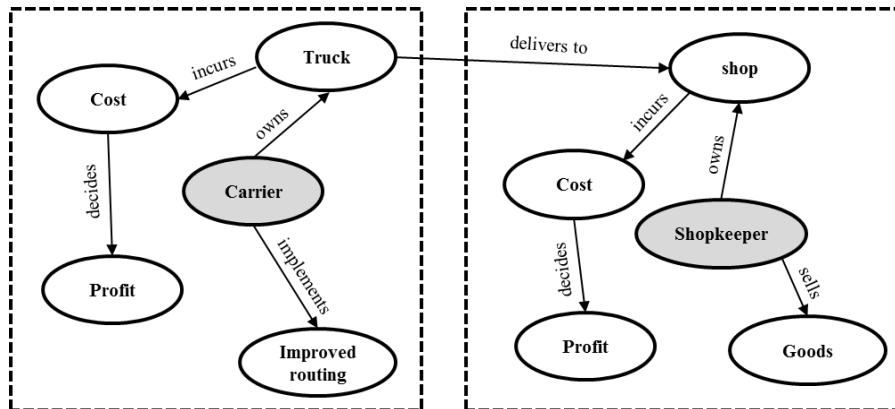 Truck
incurs
Cost
owns
Carrier
decides
implements
Profit
Improved
routing
delivers to
shop
incurs
Cost
owns
Shopkeeper
decides
sells
Profit
Goods